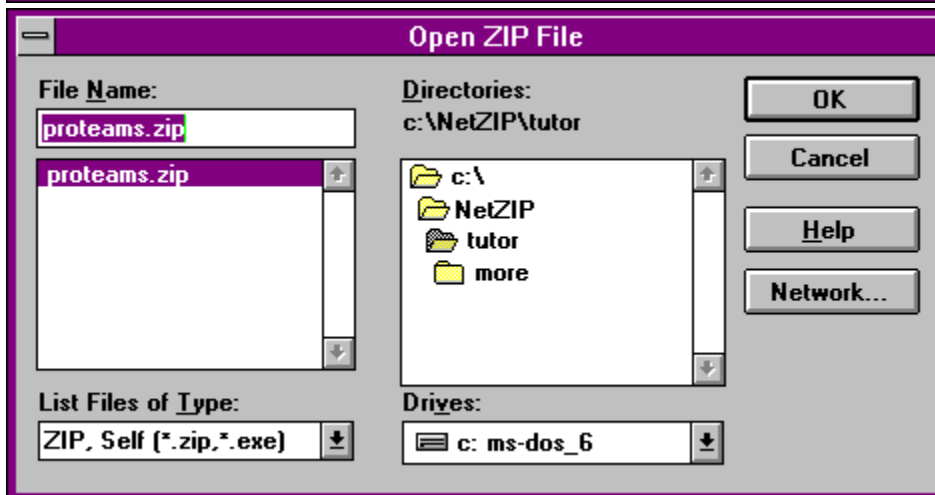 Open ZIP File
File Name:
proteams.zip
proteams.zip
List Files of Type:
ZIP, Self (*.zip,*.exe)
Directories:
c:\NetZIP\tutor
c:\
NetZIP
tutor
more
Drives:
c: ms-dos_6
OK
Cancel
Help
Network...